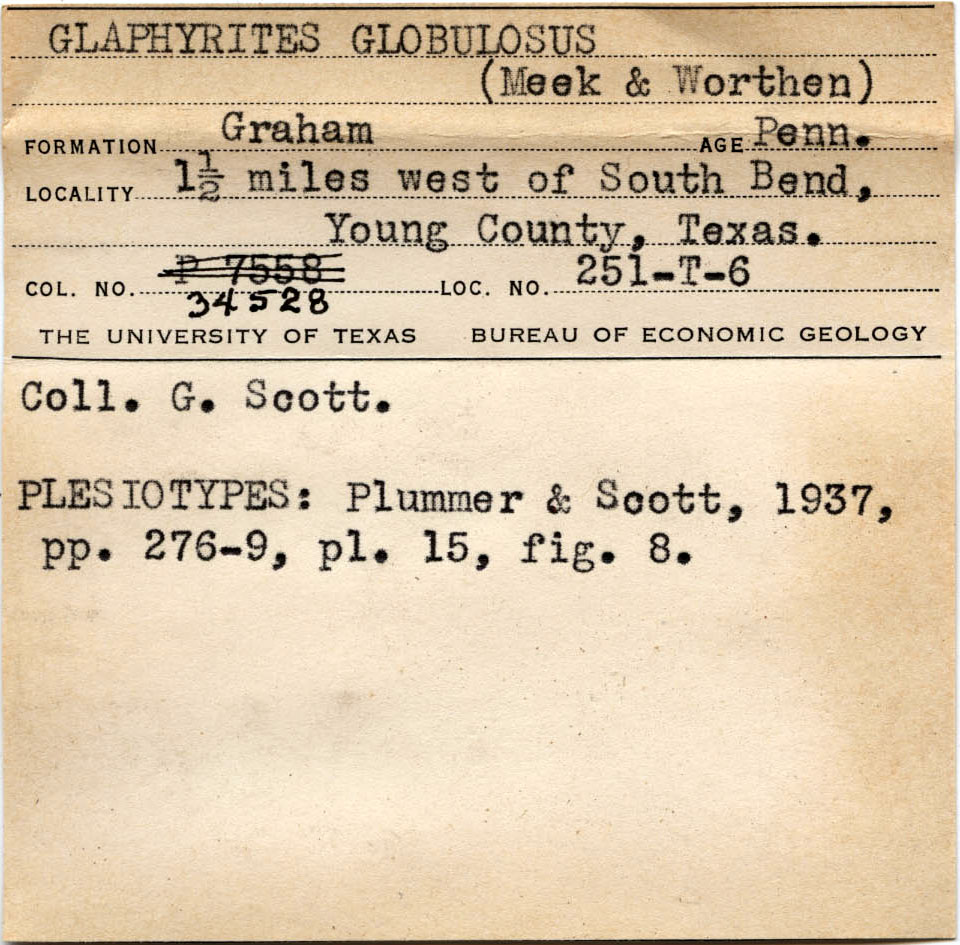 GLAPHYRITES GLOBULOSUS
(Meek & Worthen)
FORMATION Graham AGE Penn.
LOCALITY 1½ miles west of South Bend,
Young County, Texas.
COL. NO. P 7558 LOC. NO. 251-T-6
34528
THE UNIVERSITY OF TEXAS BUREAU OF ECONOMIC GEOLOGY
Coll. G. Scott.
PLESIOTYPES: Plummer & Scott, 1937,
pp. 276-9, pl. 15, fig. 8.